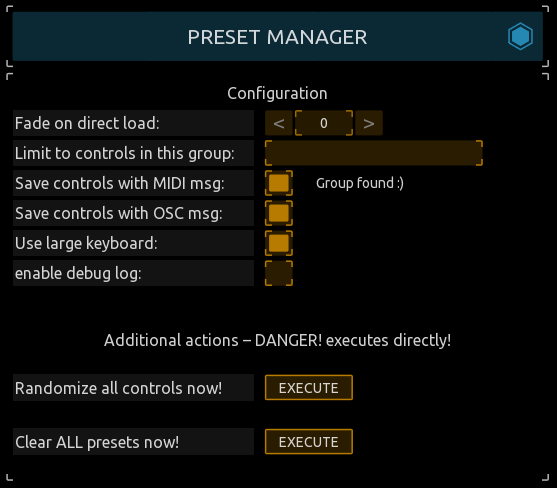 PRESET MANAGER
Configuration
Fade on direct load: < 0 >
Limit to controls in this group:
Save controls with MIDI msg: Group found :)
Save controls with OSC msg:
Use large keyboard:
enable debug log:
Additional actions – DANGER! executes directly!
Randomize all controls now! EXECUTE
Clear ALL presets now! EXECUTE